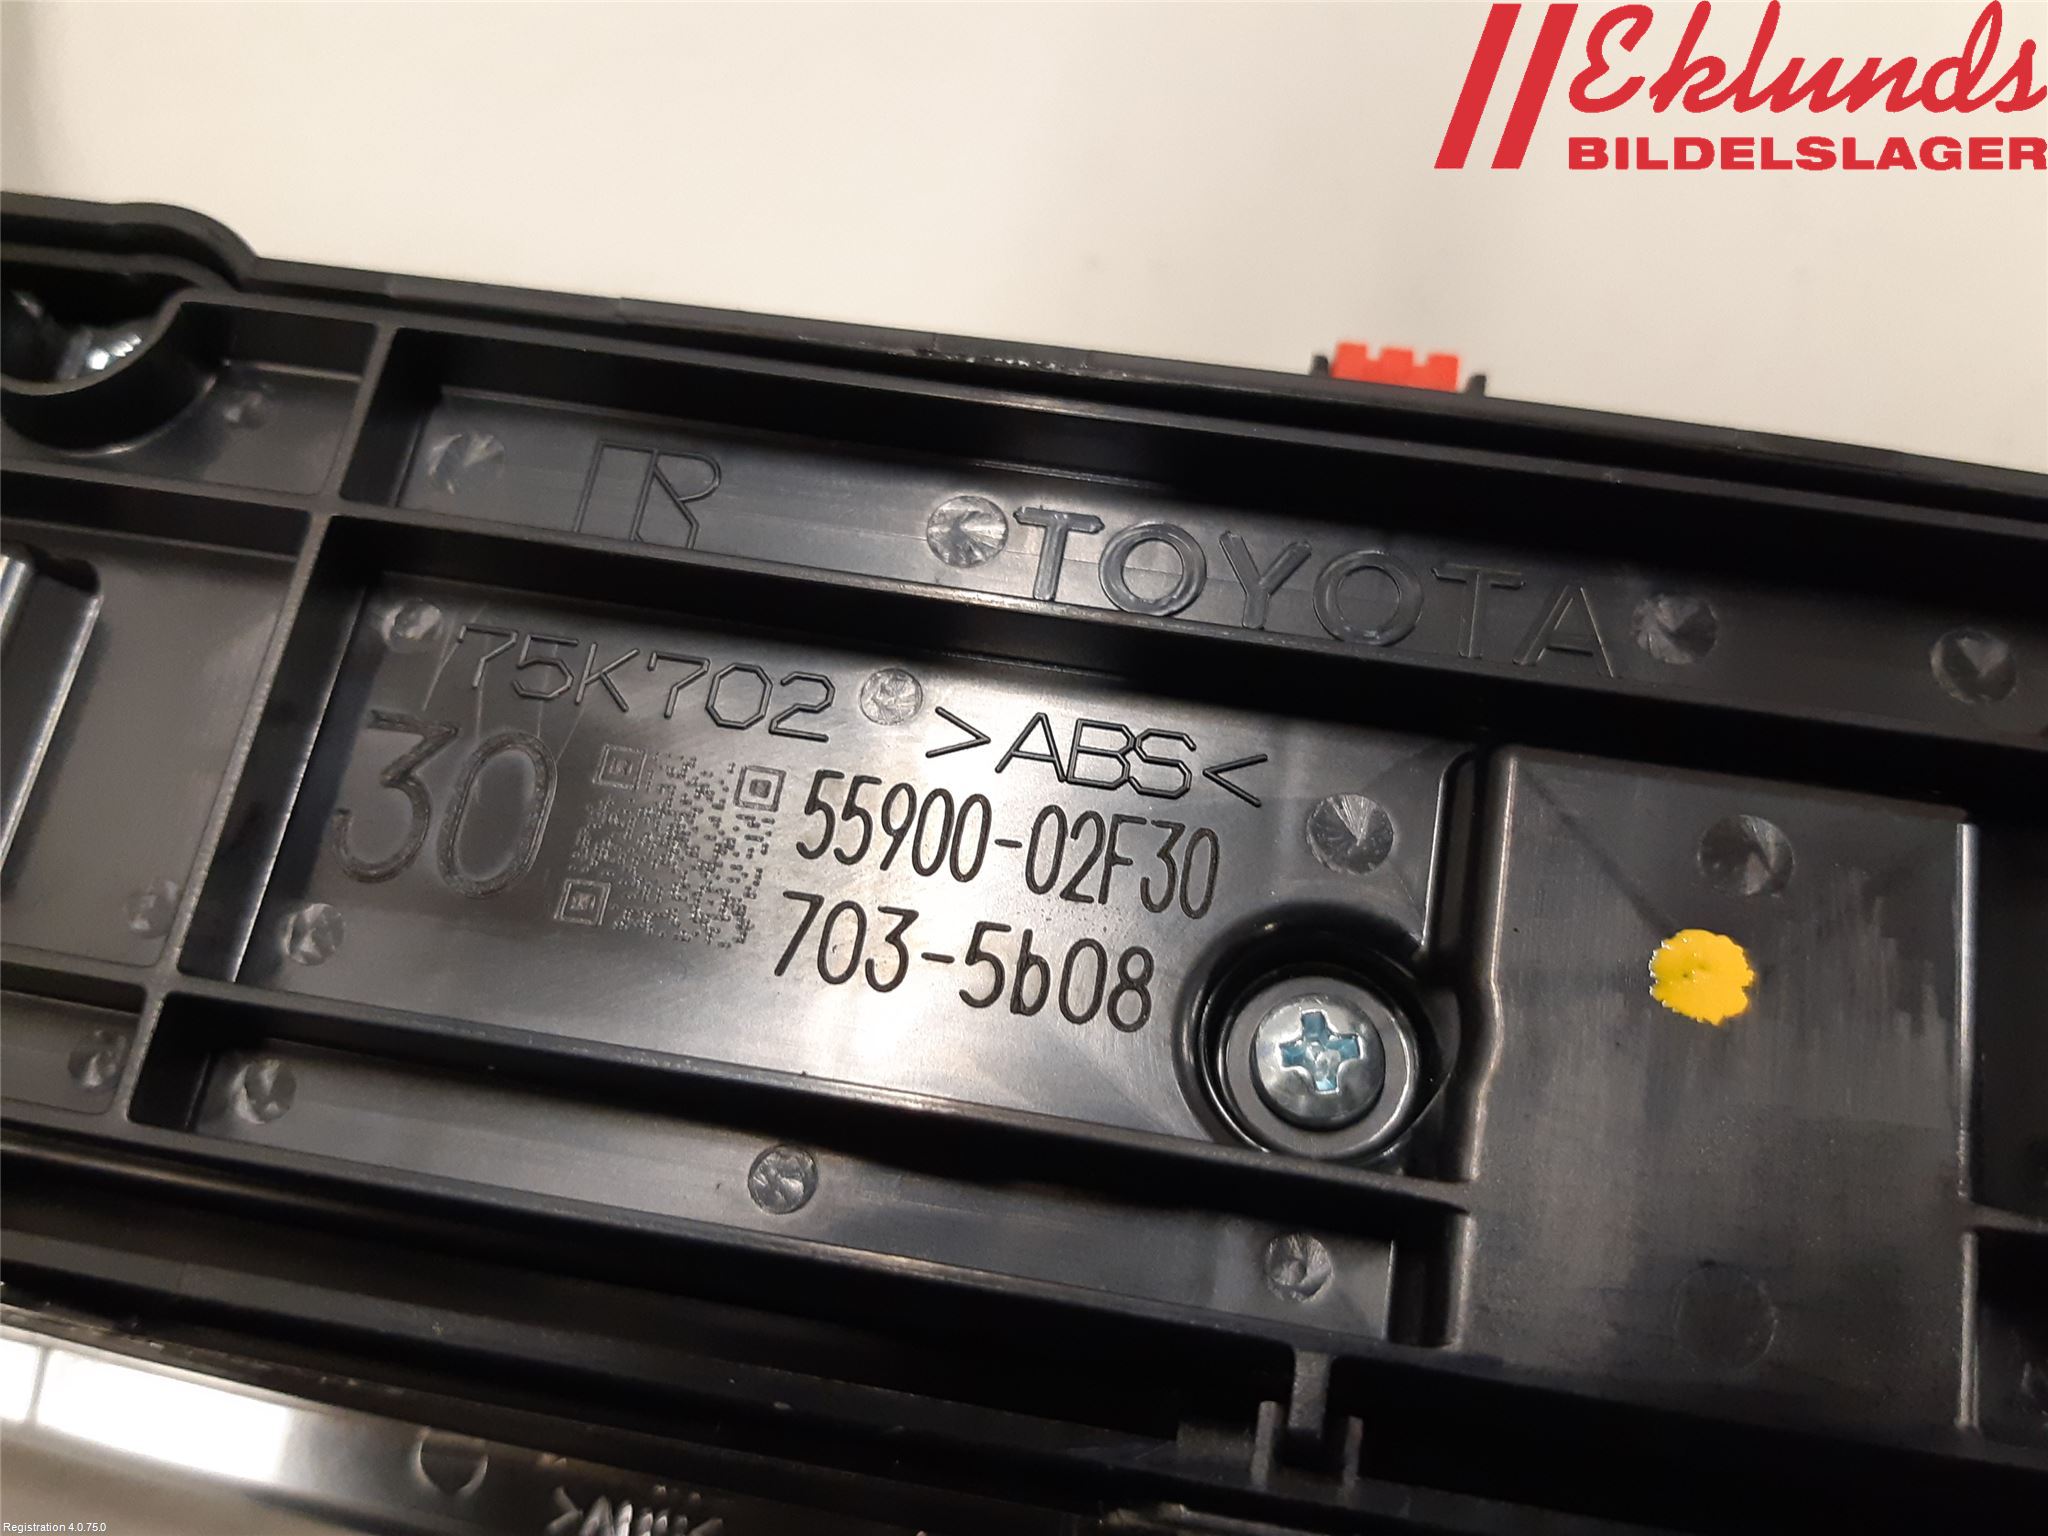 Eklunds
BILDELSLAGER
R TOYOTA
75K702 >ABS<
30
55900-02F30
703-5b08
Registration 4.0.75.0